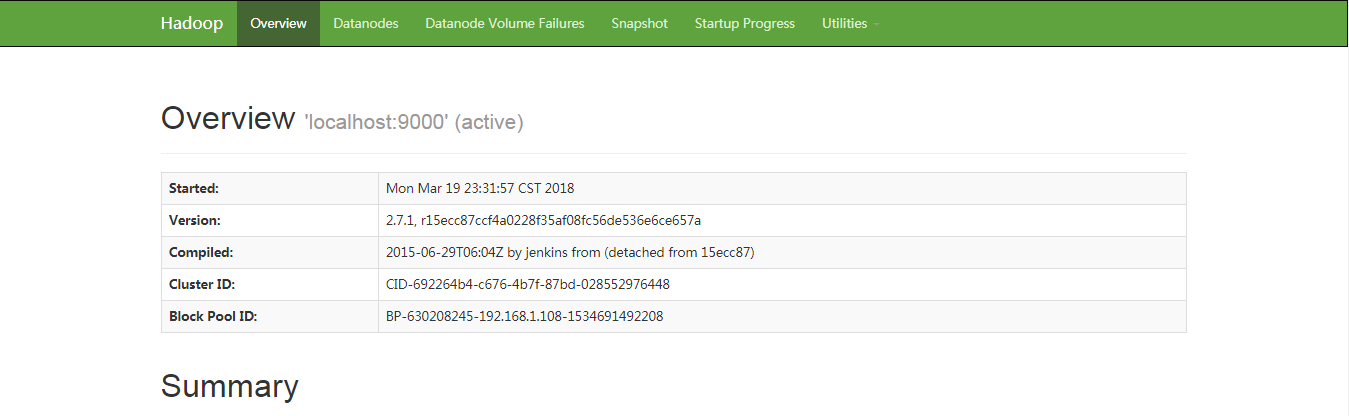 Hadoop Overview Datanodes Datanode Volume Failures Snapshot Startup Progress Utilities
Overview 'localhost:9000' (active)
Started: Mon Mar 19 23:31:57 CST 2018
Version: 2.7.1, r15ecc87ccf4a0228f35af08fc56de536e6ce657a
Compiled: 2015-06-29T06:04Z by jenkins from (detached from 15ecc87)
Cluster ID: CID-692264b4-c676-4b7f-87bd-028552976448
Block Pool ID: BP-630208245-192.168.1.108-1534691492208
Summary